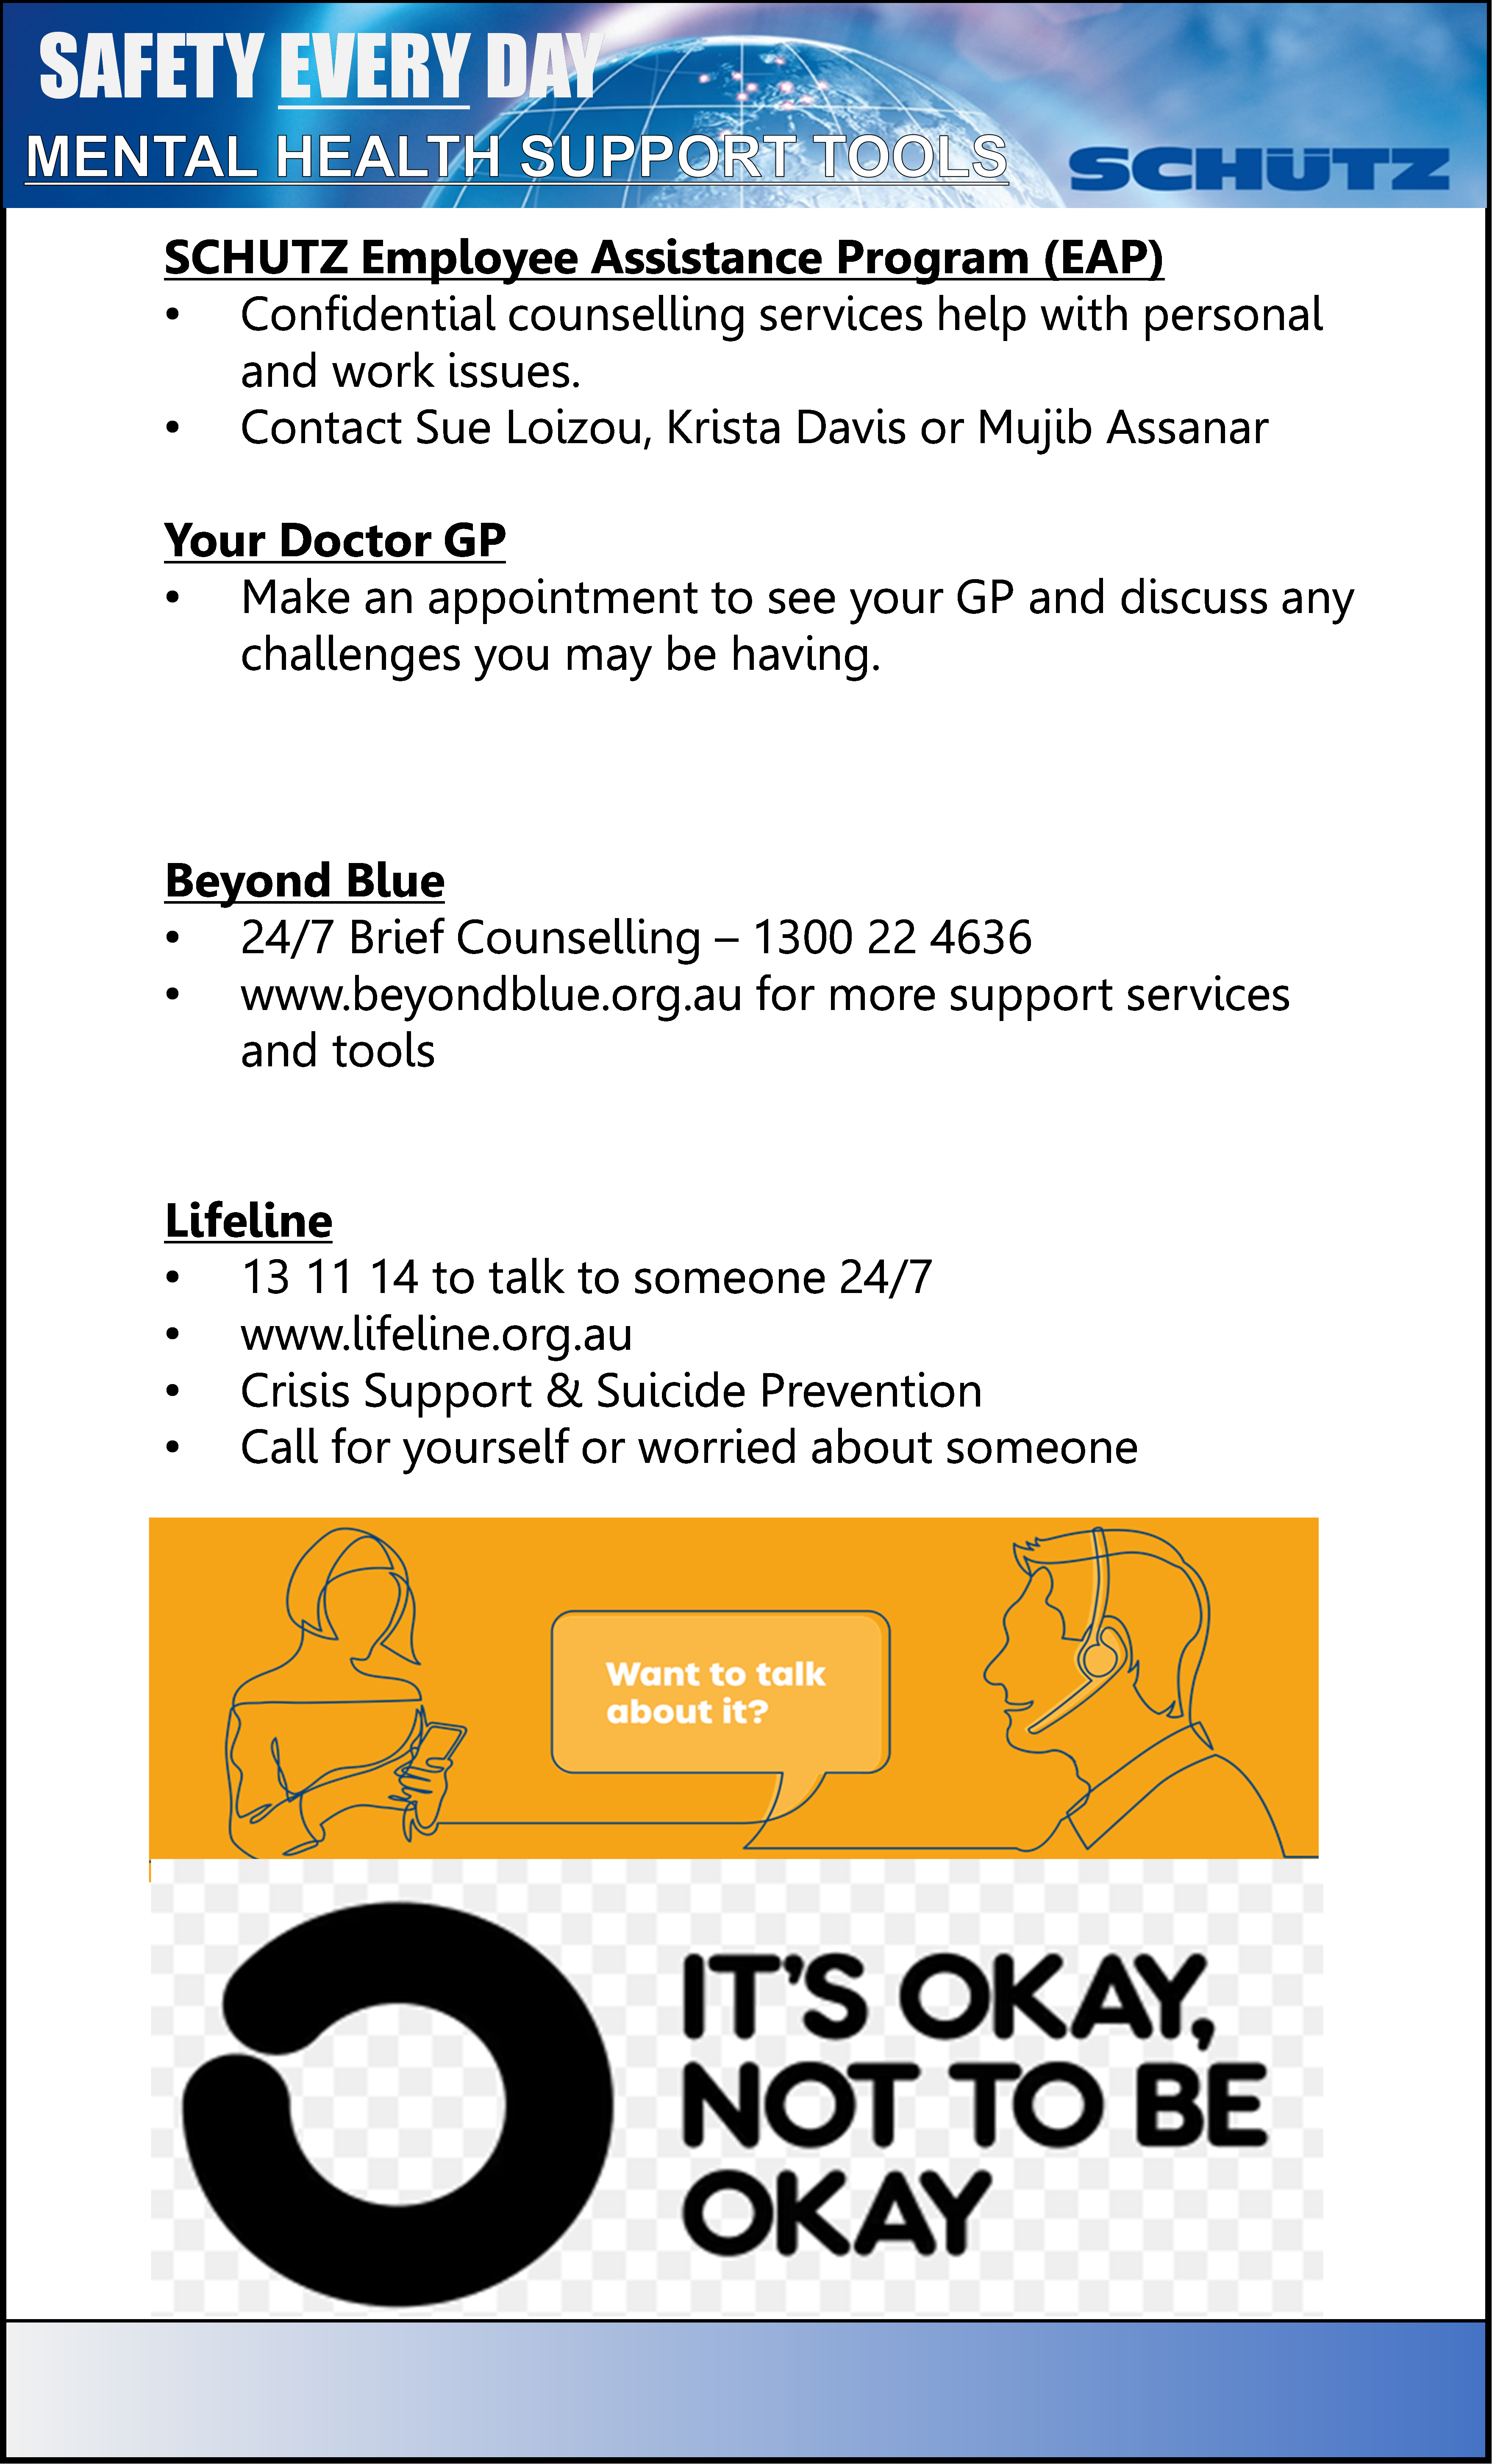 SAFETY EVERY DAY
MENTAL HEALTH SUPPORT TOOLS
SCHÜTZ
SCHUTZ Employee Assistance Program (EAP)
• Confidential counselling services help with personal
and work issues.
• Contact Sue Loizou, Krista Davis or Mujib Assanar
Your Doctor GP
• Make an appointment to see your GP and discuss any
challenges you may be having.
Beyond Blue
• 24/7 Brief Counselling – 1300 22 4636
• www.beyondblue.org.au for more support services
and tools
Lifeline
• 13 11 14 to talk to someone 24/7
• www.lifeline.org.au
• Crisis Support & Suicide Prevention
• Call for yourself or worried about someone
Want to talk
about it?
IT'S OKAY,
NOT TO BE
OKAY